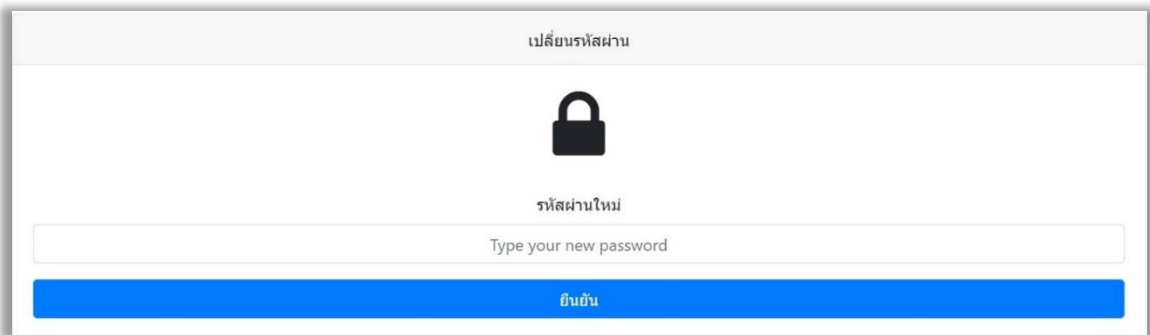 เปลี่ยนรหัสผ่าน
รหัสผ่านใหม่
Type your new password
ยืนยัน